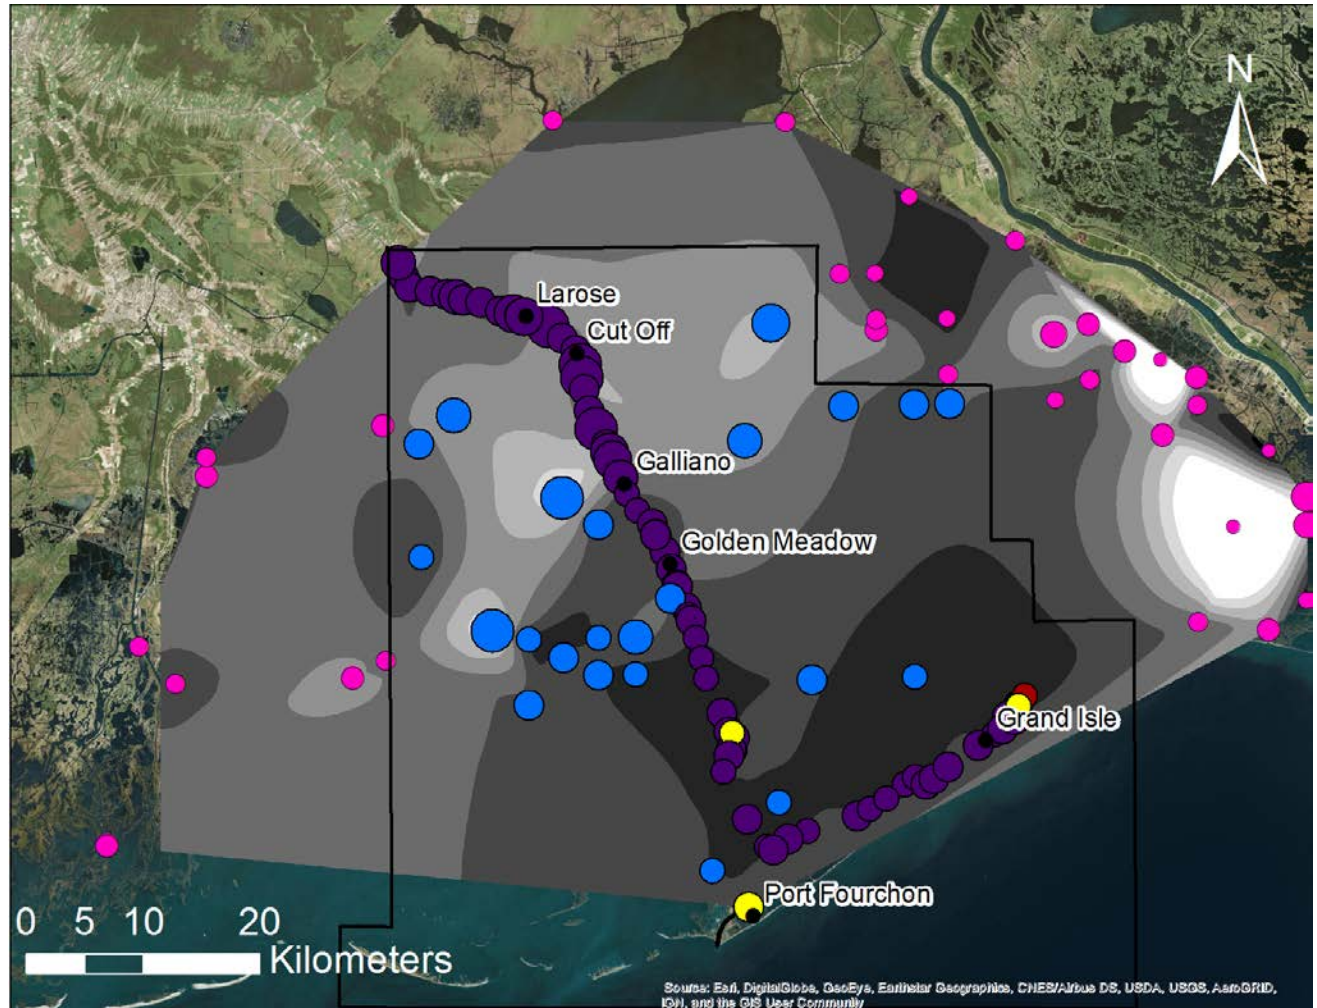 N
Larose
Cut Off
Galliano
Golden Meadow
Grand Isle
Port Fourchon
0 5 10 20
Kilometers
Source: Esri, DigitalGlobe, GeoEye, Earthstar Geographics, CNES/Airbus DS, USDA, USGS, AeroGRID,
IGN, and the GIS User Community